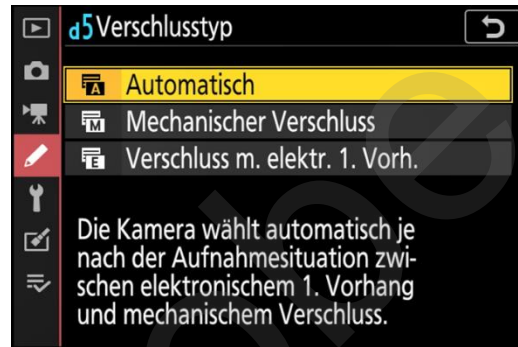 d5 Verschlusstyp
Automatisch
Mechanischer Verschluss
Verschluss m. elektr. 1. Vorh.
Die Kamera wählt automatisch je
nach der Aufnahmesituation zwi-
schen elektronischem 1. Vorhang
und mechanischem Verschluss.